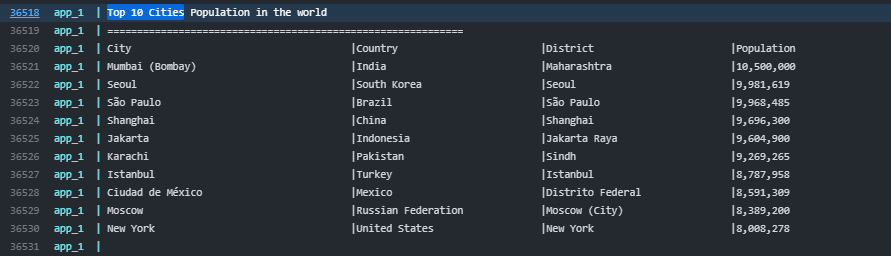 36518 app_1 | Top 10 Cities Population in the world
36519 app_1 | ============================================================
36520 app_1 | City |Country |District |Population
36521 app_1 | Mumbai (Bombay) |India |Maharashtra |10,500,000
36522 app_1 | Seoul |South Korea |Seoul |9,981,619
36523 app_1 | São Paulo |Brazil |São Paulo |9,968,485
36524 app_1 | Shanghai |China |Shanghai |9,696,300
36525 app_1 | Jakarta |Indonesia |Jakarta Raya |9,604,900
36526 app_1 | Karachi |Pakistan |Sindh |9,269,265
36527 app_1 | Istanbul |Turkey |Istanbul |8,787,958
36528 app_1 | Ciudad de México |Mexico |Distrito Federal |8,591,309
36529 app_1 | Moscow |Russian Federation |Moscow (City) |8,389,200
36530 app_1 | New York |United States |New York |8,008,278
36531 app_1 |